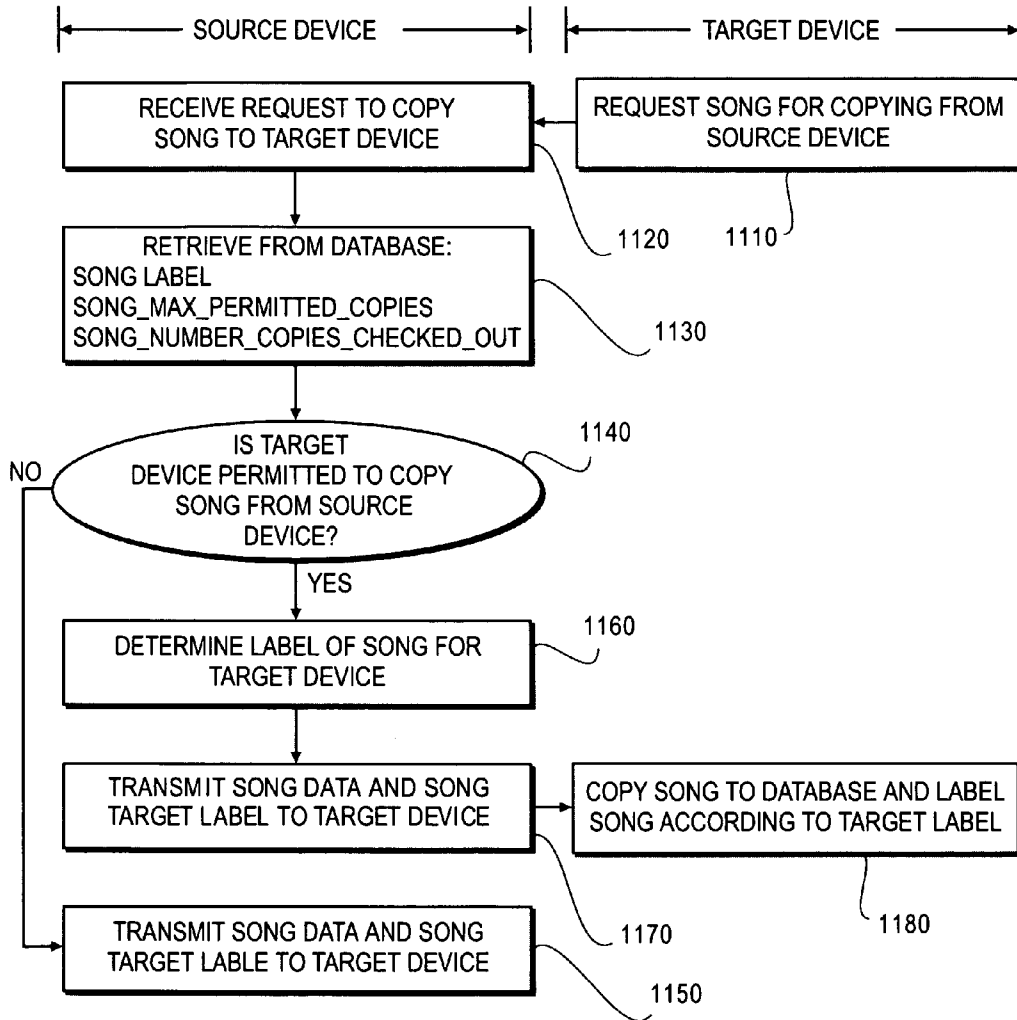 SOURCE DEVICE
TARGET DEVICE
RECEIVE REQUEST TO COPY
SONG TO TARGET DEVICE
REQUEST SONG FOR COPYING FROM
SOURCE DEVICE
1120
1110
RETRIEVE FROM DATABASE:
SONG LABEL
SONG_MAX_PERMITTED_COPIES
SONG_NUMBER_COPIES_CHECKED_OUT
1130
IS TARGET
DEVICE PERMITTED TO COPY
SONG FROM SOURCE
DEVICE?
1140
NO
YES
DETERMINE LABEL OF SONG FOR
TARGET DEVICE
1160
TRANSMIT SONG DATA AND SONG
TARGET LABEL TO TARGET DEVICE
1170
COPY SONG TO DATABASE AND LABEL
SONG ACCORDING TO TARGET LABEL
1180
TRANSMIT SONG DATA AND SONG
TARGET LABLE TO TARGET DEVICE
1150